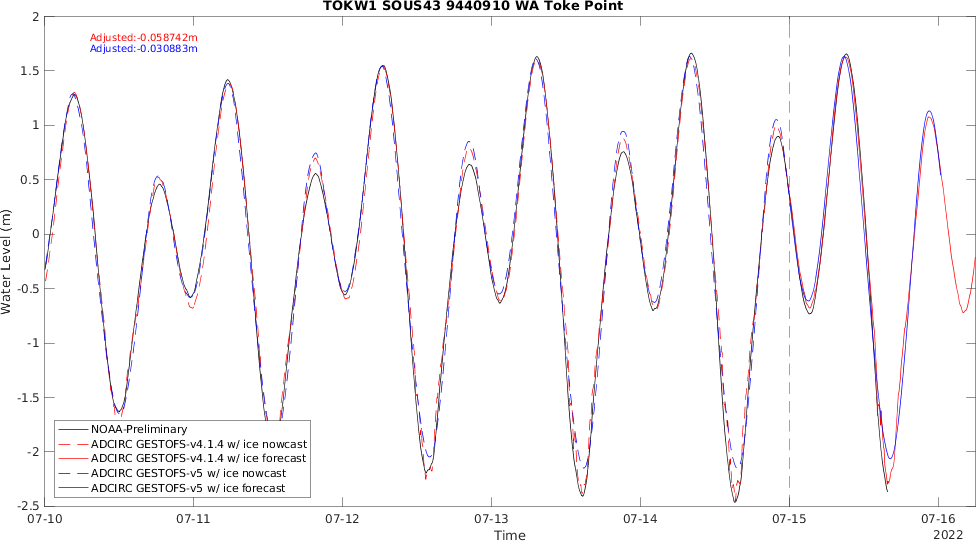 TOKW1 SOUS43 9440910 WA Toke Point
Adjusted:-0.058742m
Adjusted:-0.030883m
2
1.5
1
0.5
0
-0.5
-1
-1.5
-2
-2.5
Water Level (m)
NOAA-Preliminary
ADCIRC GESTOFS-v4.1.4 w/ ice nowcast
ADCIRC GESTOFS-v4.1.4 w/ ice forecast
ADCIRC GESTOFS-v5 w/ ice nowcast
ADCIRC GESTOFS-v5 w/ ice forecast
07-10 07-11 07-12 07-13 07-14 07-15 07-16
Time
2022